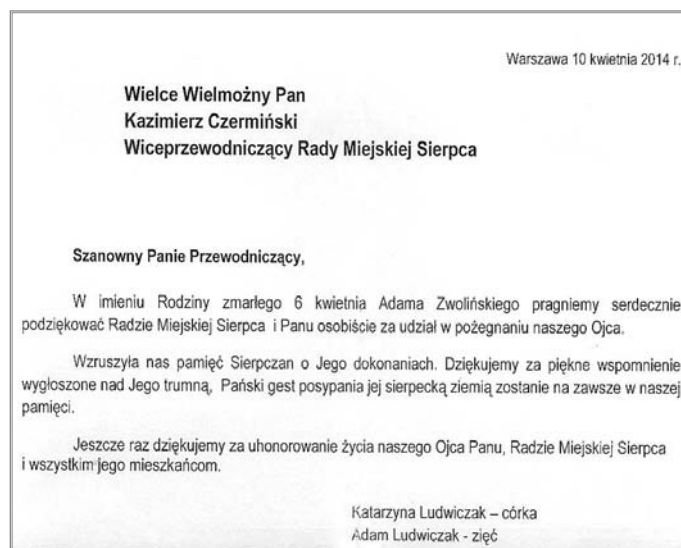 Warszawa 10 kwietnia 2014 r.
Wielce Wielmożny Pan
Kazimierz Czermiński
Wiceprzewodniczący Rady Miejskiej Sierpca
Szanowny Panie Przewodniczący,
W imieniu Rodziny zmarłego 6 kwietnia Adama Zwolińskiego pragniemy serdecznie
podziękować Radzie Miejskiej Sierpca i Panu osobiście za udział w pożegnaniu naszego Ojca.
Wzruszyła nas pamięć Sierpczan o Jego dokonaniach. Dziękujemy za piękne wspomnienie
wygłoszone nad Jego trumną, Pański gest posypania jej sierpecką ziemią zostanie na zawsze w naszej
pamięci.
Jeszcze raz dziękujemy za uhonorowanie życia naszego Ojca Panu, Radzie Miejskiej Sierpca
i wszystkim jego mieszkańcom.
Katarzyna Ludwiczak – córka
Adam Ludwiczak - zięć